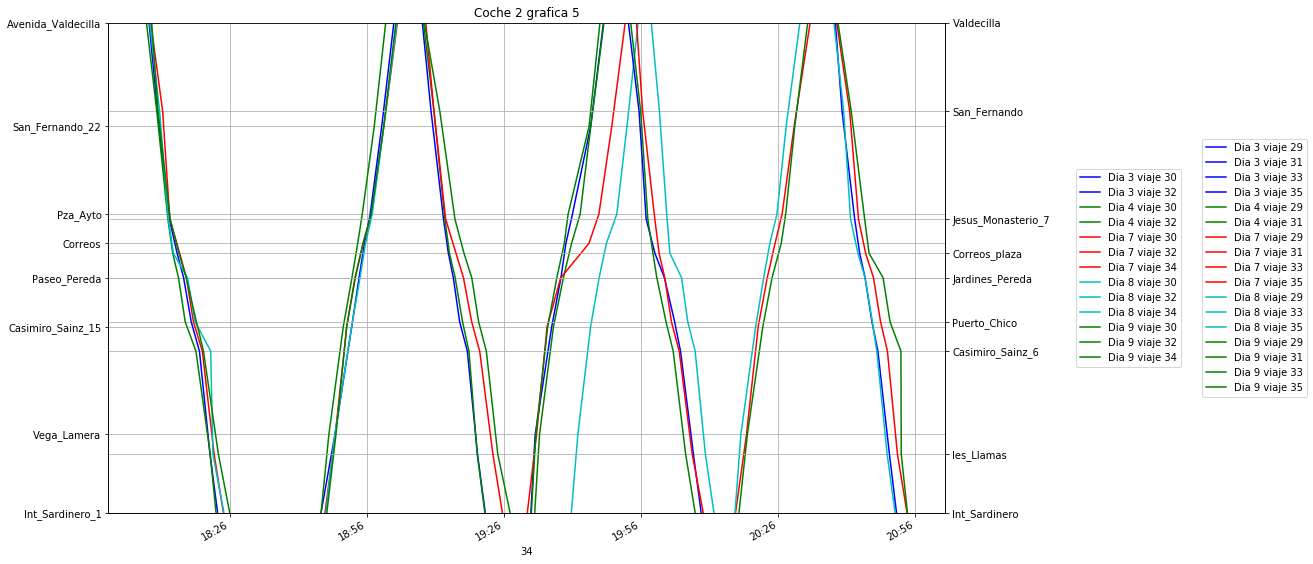 Coche 2 grafica 5
Avenida_Valdecilla
San_Fernando_22
Pza_Ayto
Correos
Paseo_Pereda
Casimiro_Sainz_15
Vega_Lamera
Int_Sardinero_1
Valdecilla
San_Fernando
Jesus_Monasterio_7
Correos_plaza
Jardines_Pereda
Puerto_Chico
Casimiro_Sainz_6
Ies_Llamas
Int_Sardinero
18:26
18:56
19:26
19:56
20:26
20:56
34
Dia 3 viaje 30
Dia 3 viaje 32
Dia 4 viaje 30
Dia 4 viaje 32
Dia 7 viaje 30
Dia 7 viaje 32
Dia 7 viaje 34
Dia 8 viaje 30
Dia 8 viaje 32
Dia 8 viaje 34
Dia 9 viaje 30
Dia 9 viaje 32
Dia 9 viaje 34
Dia 3 viaje 29
Dia 3 viaje 31
Dia 3 viaje 33
Dia 3 viaje 35
Dia 4 viaje 29
Dia 4 viaje 31
Dia 7 viaje 29
Dia 7 viaje 31
Dia 7 viaje 33
Dia 7 viaje 35
Dia 8 viaje 29
Dia 8 viaje 33
Dia 8 viaje 35
Dia 9 viaje 29
Dia 9 viaje 31
Dia 9 viaje 33
Dia 9 viaje 35